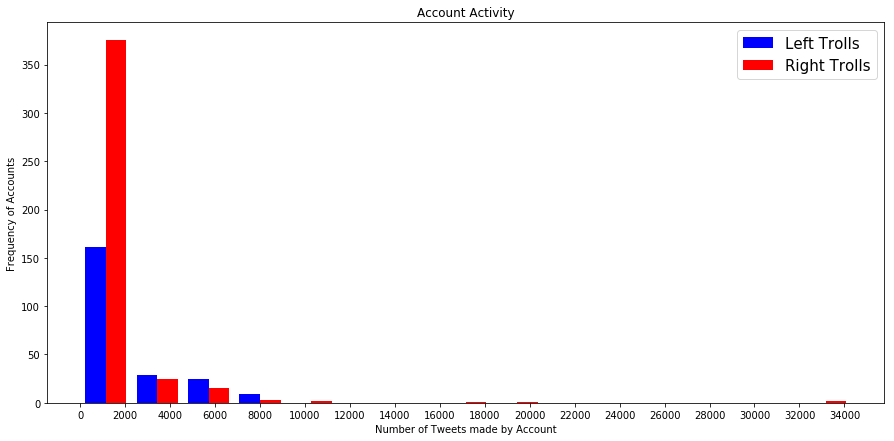 Account Activity
Left Trolls
Right Trolls
Frequency of Accounts
350
300
250
200
150
100
50
0
0 2000 4000 6000 8000 10000 12000 14000 16000 18000 20000 22000 24000 26000 28000 30000 32000 34000
Number of Tweets made by Account